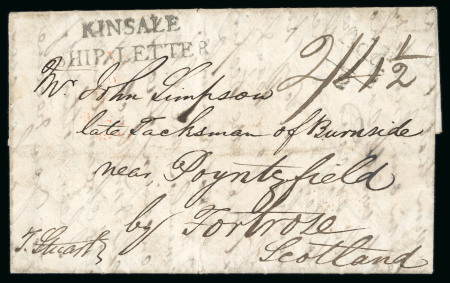 KINSALE
SHIP LETTER
2/4½
Mr John Simpson
late Tacksman of Burnside
near Poyntzfield
by Fortrose
Scotland
T. Stuart